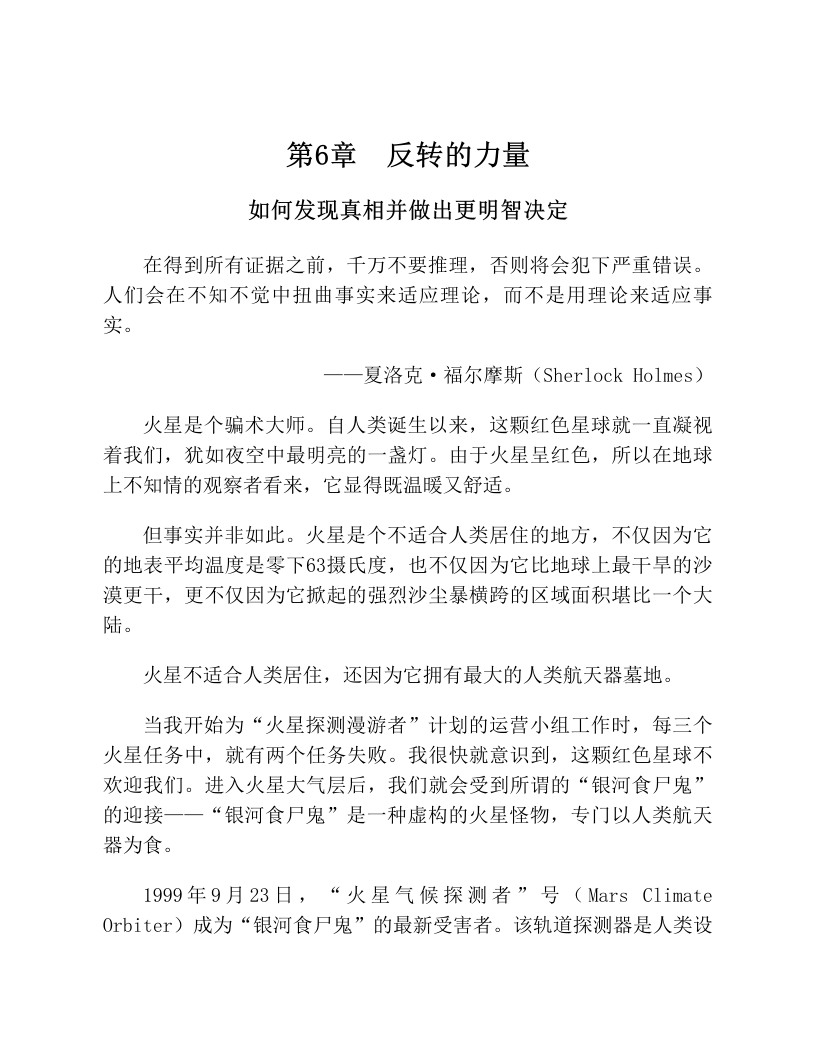 第6章　反转的力量
如何发现真相并做出更明智决定
在得到所有证据之前，千万不要推理，否则将会犯下严重错误。
人们会在不知不觉中扭曲事实来适应理论，而不是用理论来适应事
实。
——夏洛克·福尔摩斯（Sherlock Holmes）
火星是个骗术大师。自人类诞生以来，这颗红色星球就一直凝视
着我们，犹如夜空中最明亮的一盏灯。由于火星呈红色，所以在地球
上不知情的观察者看来，它显得既温暖又舒适。
但事实并非如此。火星是个不适合人类居住的地方，不仅因为它
的地表平均温度是零下63摄氏度，也不仅因为它比地球上最干旱的沙
漠更干，更不仅因为它掀起的强烈沙尘暴横跨的区域面积堪比一个大
陆。
火星不适合人类居住，还因为它拥有最大的人类航天器墓地。
当我开始为“火星探测漫游者”计划的运营小组工作时，每三个
火星任务中，就有两个任务失败。我很快就意识到，这颗红色星球不
欢迎我们。进入火星大气层后，我们就会受到所谓的“银河食尸鬼”
的迎接——“银河食尸鬼”是一种虚构的火星怪物，专门以人类航天
器为食。
1999年9月23日，“火星气候探测者”号（Mars Climate
Orbiter）成为“银河食尸鬼”的最新受害者。该轨道探测器是人类设